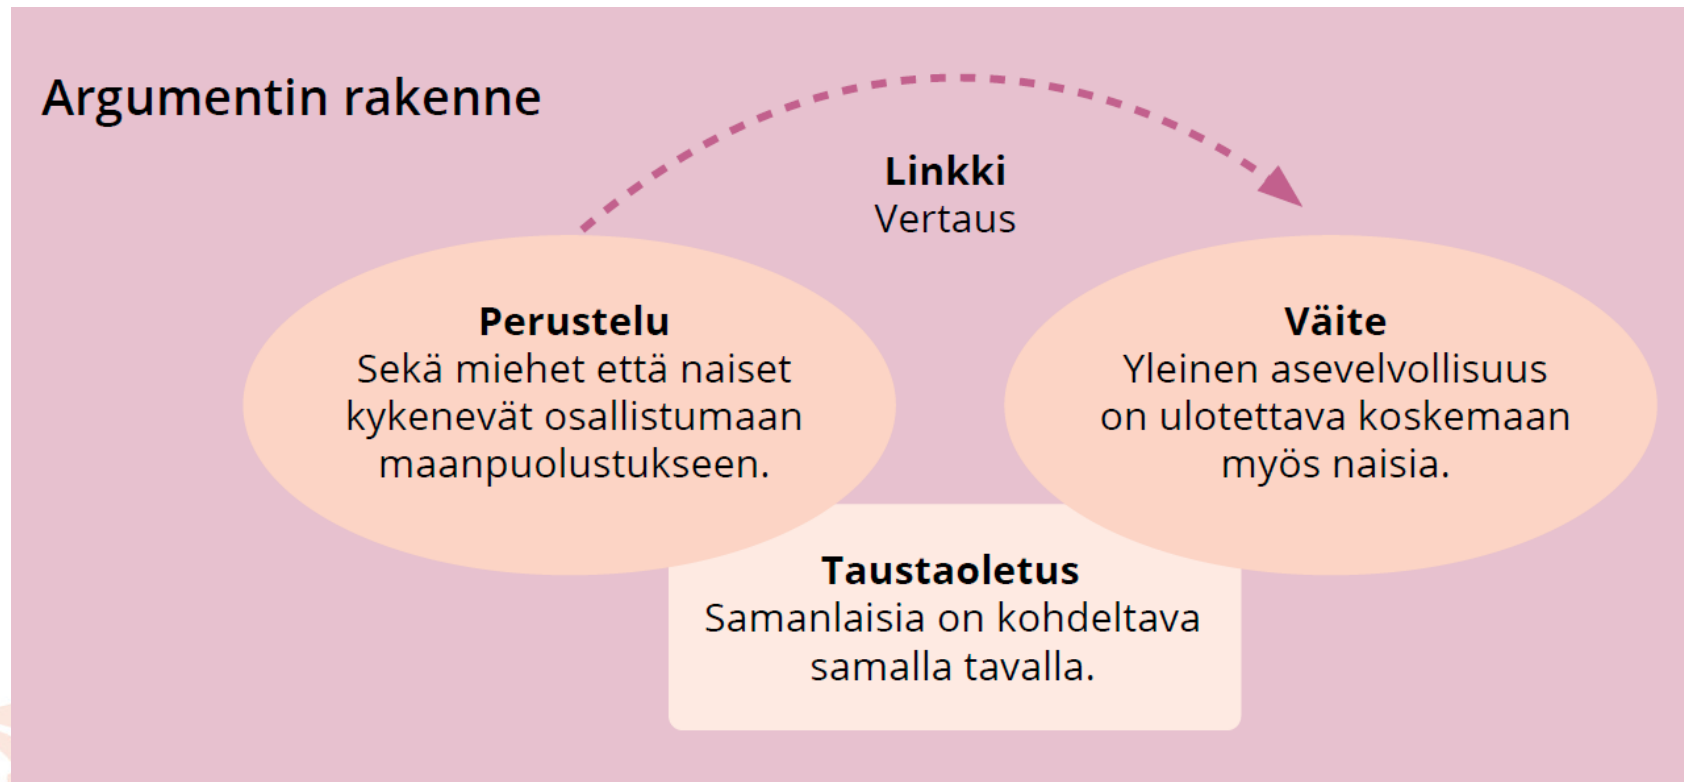 Argumentin rakenne
Linkki
Vertaus
Perustelu
Sekä miehet että naiset
kykenevät osallistumaan
maanpuolustukseen.
Väite
Yleinen asevelvollisuus
on ulotettava koskemaan
myös naisia.
Taustaoletus
Samanlaisia on kohdeltava
samalla tavalla.